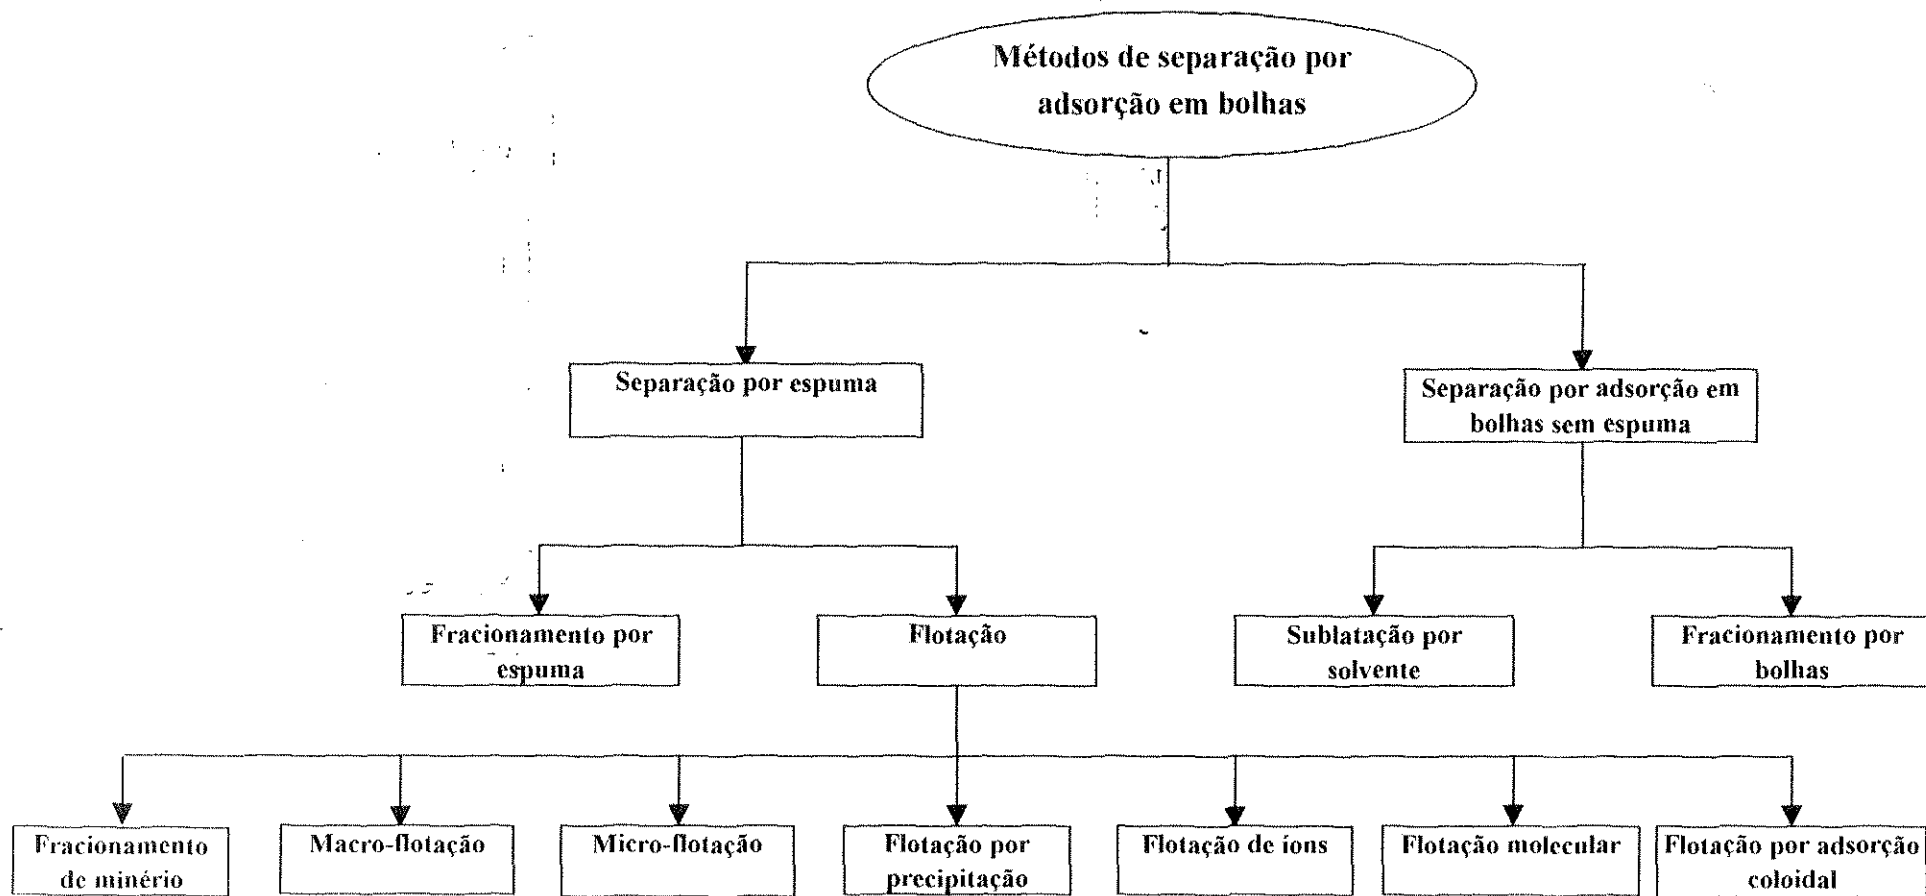 Métodos de separação por
adsorção em bolhas
Separação por espuma
Separação por adsorção em
bolhas sem espuma
Fracionamento por
espuma
Flotação
Sublatação por
solvente
Fracionamento por
bolhas
Fracionamento
de minério
Macro-flotação
Micro-flotação
Flotação por
precipitação
Flotação de íons
Flotação molecular
Flotação por adsorção
coloidal